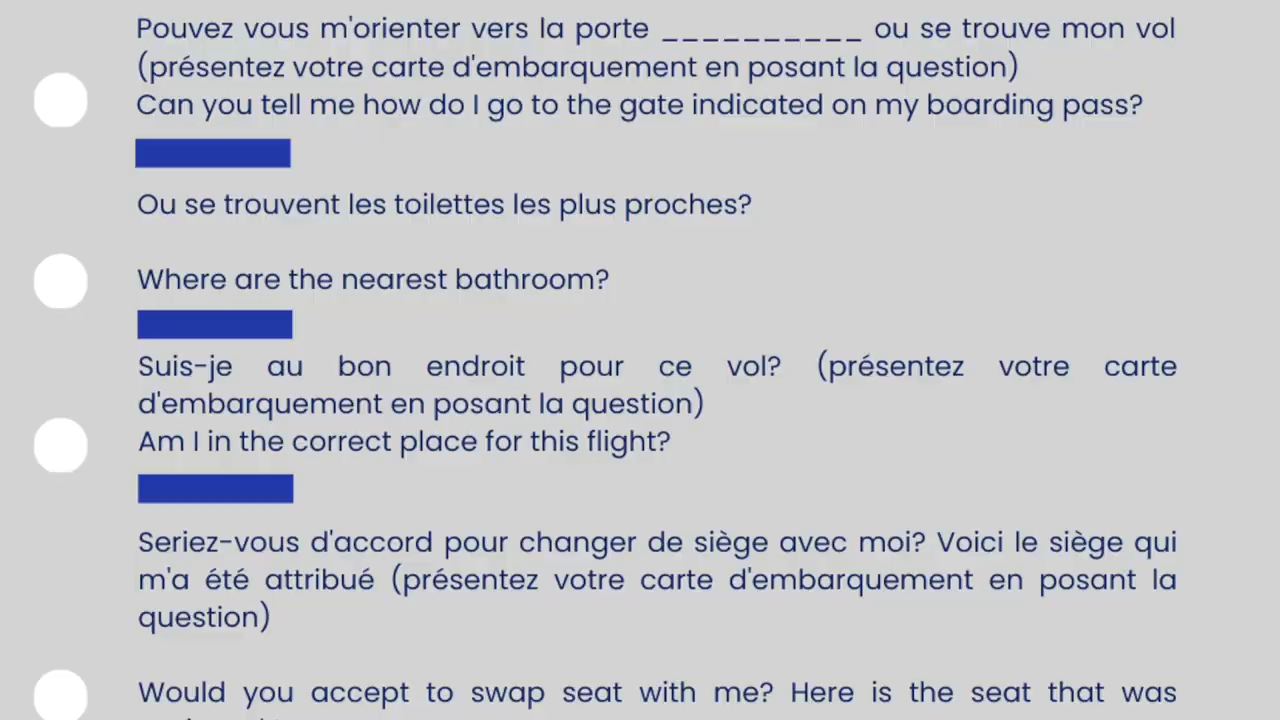 Pouvez vous m'orienter vers la porte __________ ou se trouve mon vol
(présentez votre carte d'embarquement en posant la question)
Can you tell me how do I go to the gate indicated on my boarding pass?
Ou se trouvent les toilettes les plus proches?
Where are the nearest bathroom?
Suis-je au bon endroit pour ce vol? (présentez votre carte
d'embarquement en posant la question)
Am I in the correct place for this flight?
Seriez-vous d'accord pour changer de siège avec moi? Voici le siège qui
m'a été attribué (présentez votre carte d'embarquement en posant la
question)
Would you accept to swap seat with me? Here is the seat that was